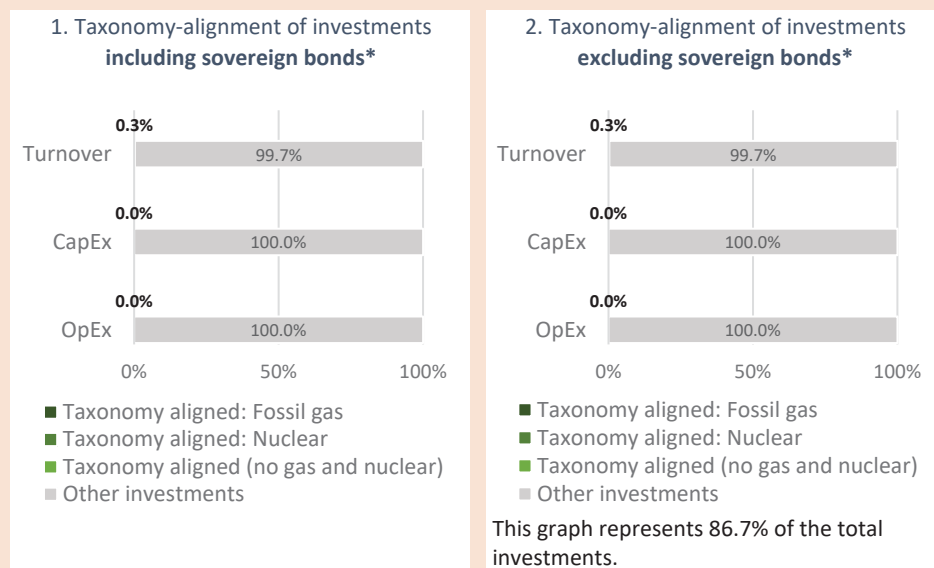 1. Taxonomy-alignment of investments
including sovereign bonds*
0.3%
Turnover
99.7%
0.0%
CapEx
100.0%
0.0%
OpEx
100.0%
0%
50%
100%
Taxonomy aligned: Fossil gas
Taxonomy aligned: Nuclear
Taxonomy aligned (no gas and nuclear)
Other investments
2. Taxonomy-alignment of investments
excluding sovereign bonds*
0.3%
Turnover
99.7%
0.0%
CapEx
100.0%
0.0%
OpEx
100.0%
0%
50%
100%
Taxonomy aligned: Fossil gas
Taxonomy aligned: Nuclear
Taxonomy aligned (no gas and nuclear)
Other investments
This graph represents 86.7% of the total
investments.